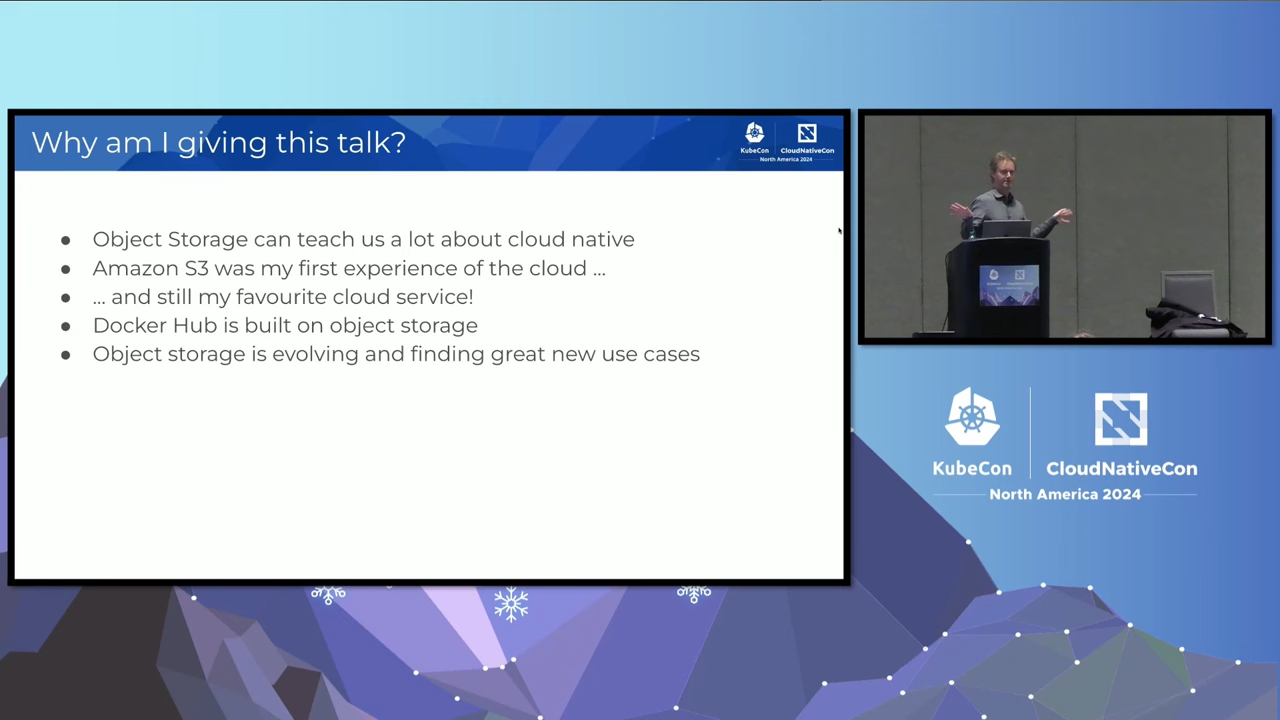 Why am I giving this talk?
KubeCon
CloudNativeCon
North America 2024
● Object Storage can teach us a lot about cloud native
● Amazon S3 was my first experience of the cloud ...
● ... and still my favourite cloud service!
● Docker Hub is built on object storage
● Object storage is evolving and finding great new use cases
KubeCon
CloudNativeCon
North America 2024